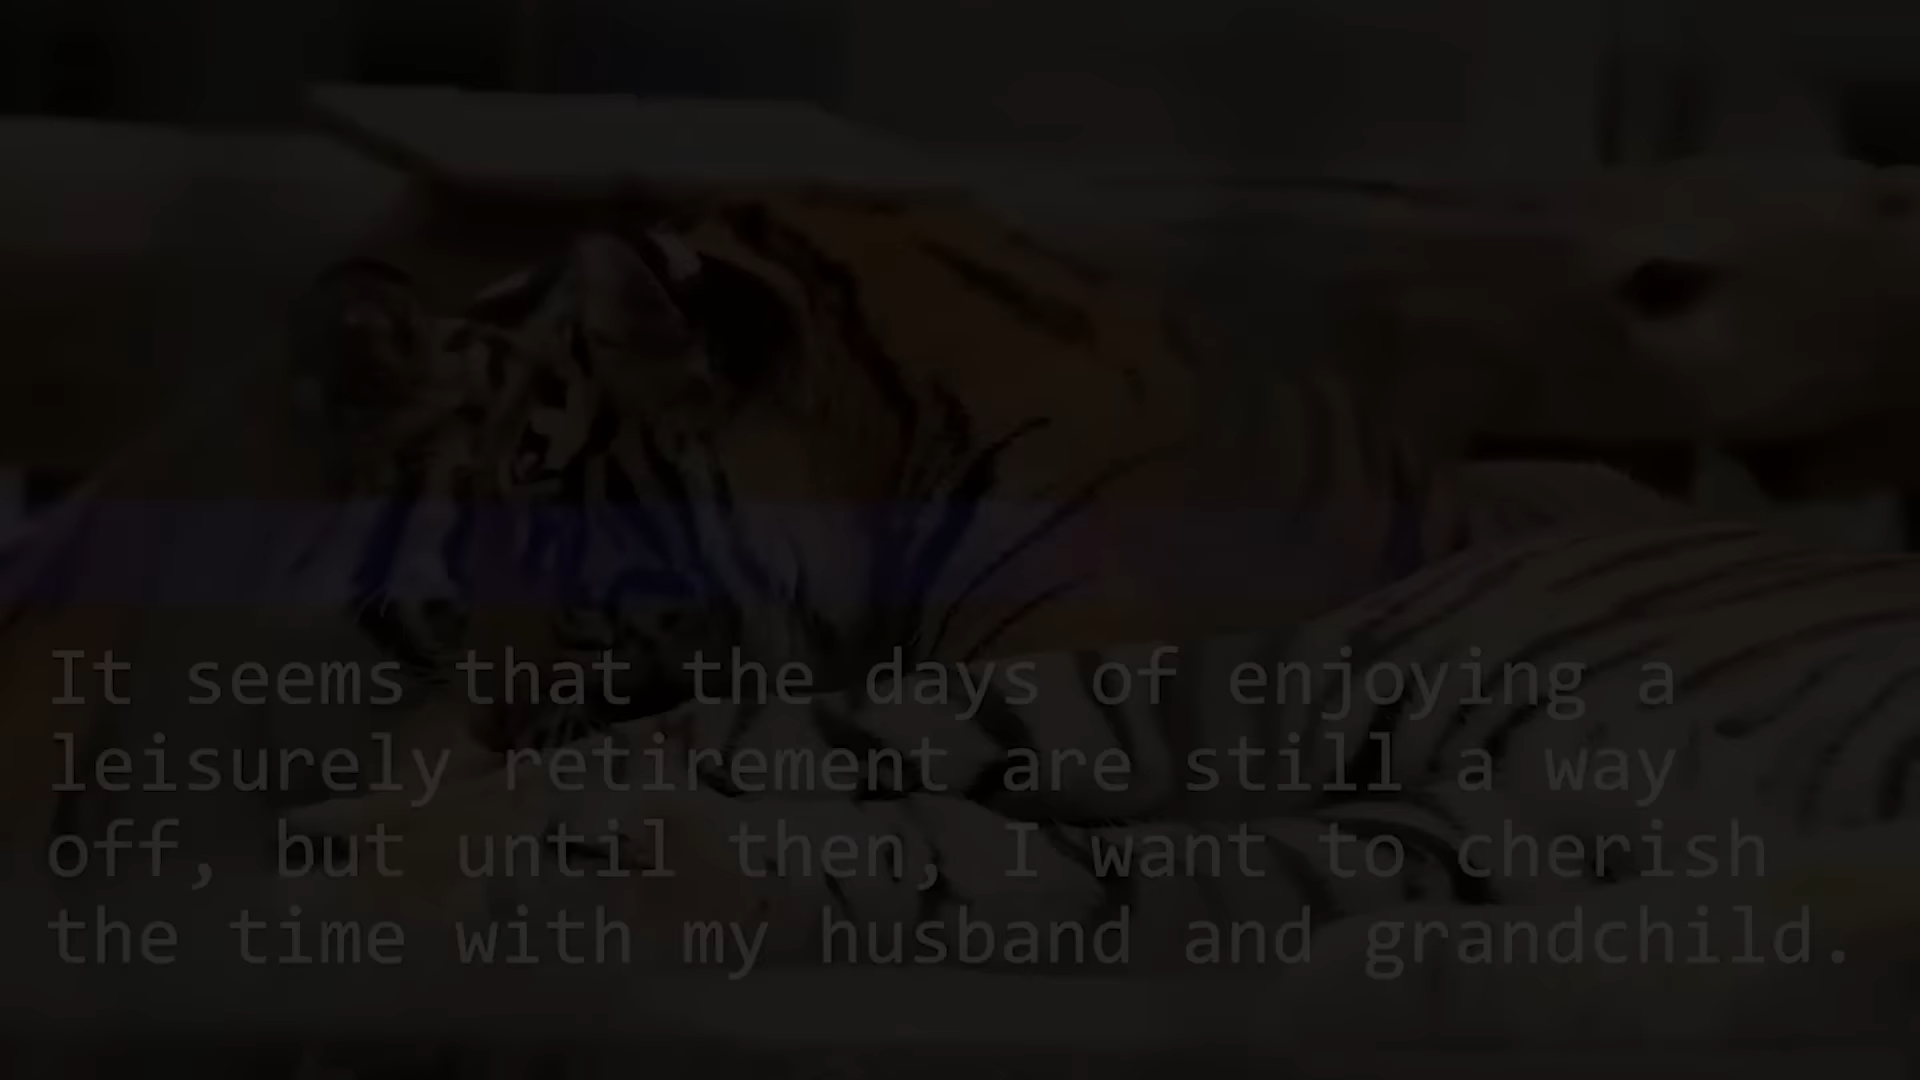 It seems that the days of enjoying a
leisurely retirement are still a way
off, but until then, I want to cherish
the time with my husband and grandchild.